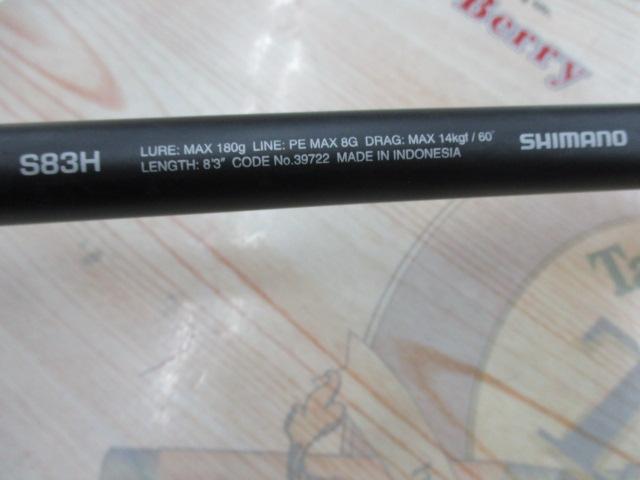 Berry
S83H
LURE: MAX 180g LINE: PE MAX 8G DRAG: MAX 14kgf / 60°
LENGTH: 8'3" CODE No.39722 MADE IN INDONESIA
SHIMANO
Ta